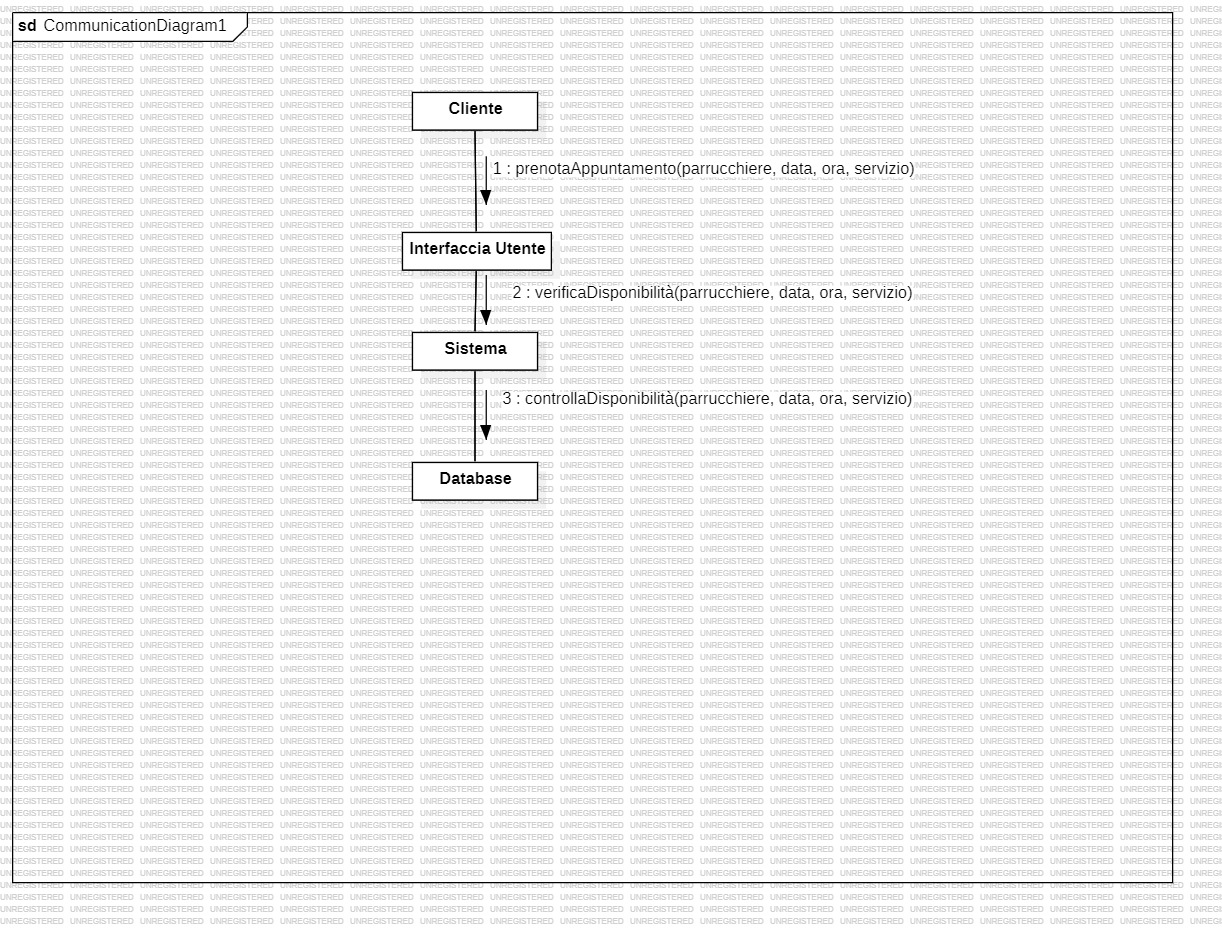 sd CommunicationDiagram1
Cliente
1 : prenotaAppuntamento(parrucchiere, data, ora, servizio)
Interfaccia Utente
2 : verificaDisponibilità(parrucchiere, data, ora, servizio)
Sistema
3 : controllaDisponibilità(parrucchiere, data, ora, servizio)
Database
UNREGISTERED